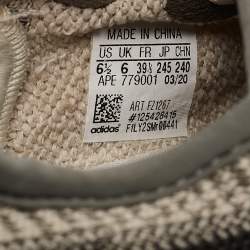 MADE IN CHINA
US UK FR JP CHN
6½ 6 39⅓ 245 240
APE 779001 03/20
ART FZ1267
#125428415
adidas